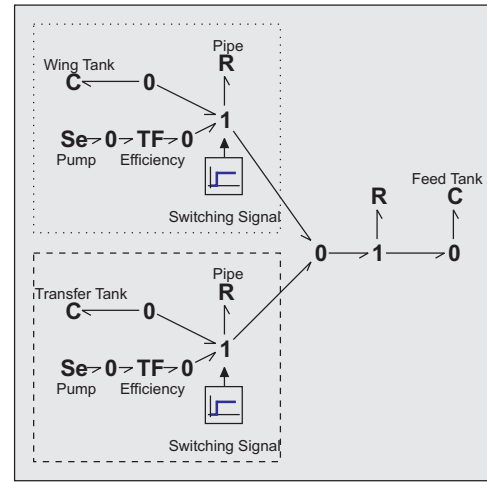 Pipe
Wing Tank R
C 0
1
Se 0 TF 0
Pump Efficiency
Switching Signal
Feed Tank
R C
0 1 0
Pipe
Transfer Tank R
C 0
1
Se 0 TF 0
Pump Efficiency
Switching Signal